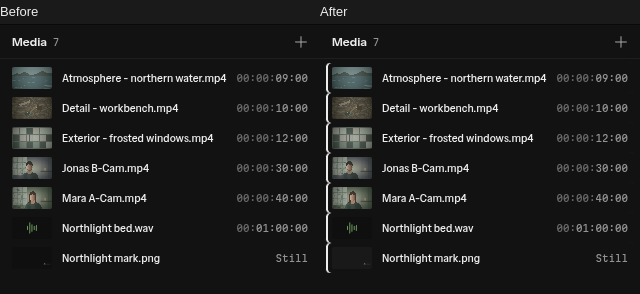 Before
After
Media 7
Media 7
Atmosphere - northern water.mp4 00:00:09:00
Atmosphere - northern water.mp4 00:00:09:00
Detail - workbench.mp4 00:00:10:00
Detail - workbench.mp4 00:00:10:00
Exterior - frosted windows.mp4 00:00:12:00
Exterior - frosted windows.mp4 00:00:12:00
Jonas B-Cam.mp4 00:00:30:00
Jonas B-Cam.mp4 00:00:30:00
Mara A-Cam.mp4 00:00:40:00
Mara A-Cam.mp4 00:00:40:00
Northlight bed.wav 00:01:00:00
Northlight bed.wav 00:01:00:00
Northlight mark.png Still
Northlight mark.png Still